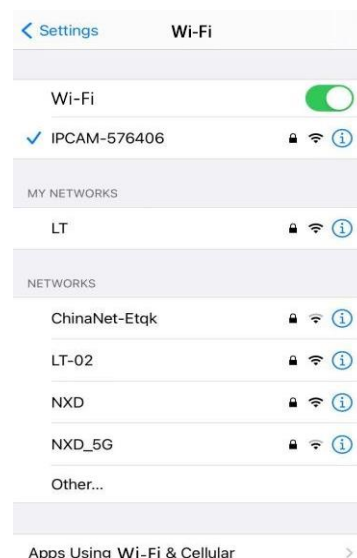 Settings Wi-Fi
Wi-Fi
IPCAM-576406
MY NETWORKS
LT
NETWORKS
ChinaNet-Etqk
LT-02
NXD
NXD_5G
Other...
Apps Using Wi-Fi & Cellular